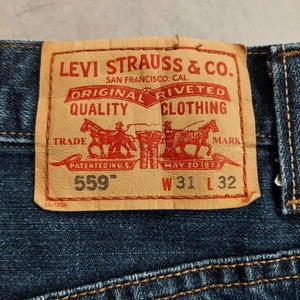 LEVI STRAUSS & CO.
SAN FRANCISCO, CAL.
ORIGINAL RIVETED
QUALITY CLOTHING
TRADE MARK
PATENTED IN U.S. MAY 20 1873
559™ W 31 L 32